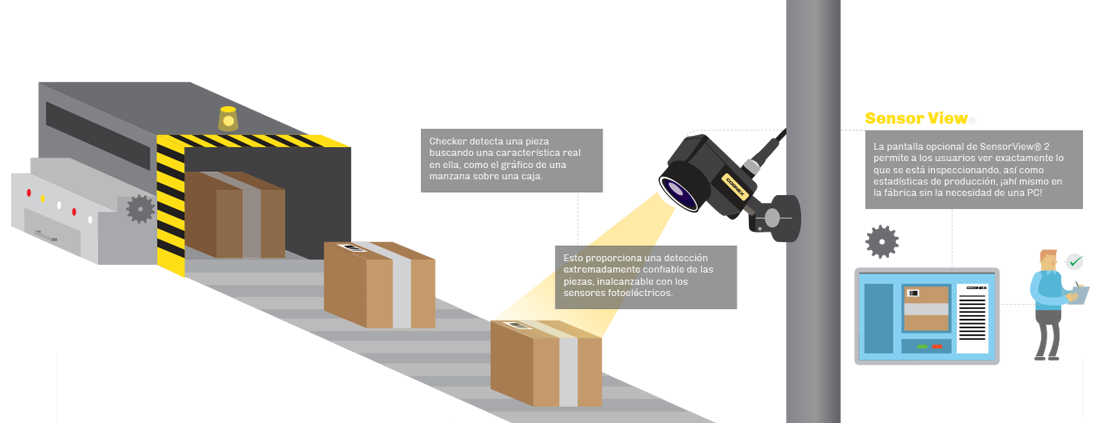 Sensor View®
Checker detecta una pieza
buscando una característica real
en ella, como el gráfico de una
manzana sobre una caja.
La pantalla opcional de SensorView® 2
permite a los usuarios ver exactamente lo
que se está inspeccionando, así como
estadísticas de producción, ¡ahí mismo en
la fábrica sin la necesidad de una PC!
COGNEX
Esto proporciona una detección
extremadamente confiable de las
piezas, inalcanzable con los
sensores fotoeléctricos.
COGNEX